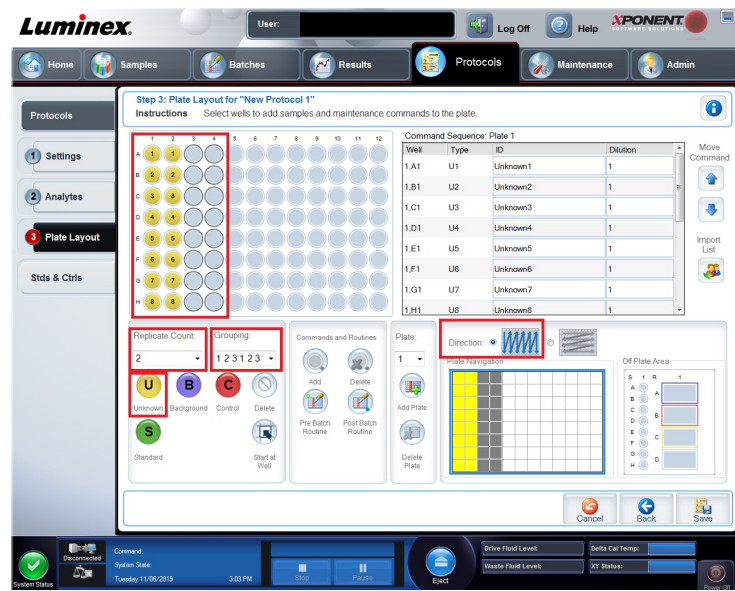 Luminex.
User:
Log Off
Help
XPONENT.
SOFTWARE SOLUTIONS
Home
Samples
Batches
Results
Protocols
Maintenance
Admin
Protocols
1 Settings
2 Analytes
3 Plate Layout
Stds & Ctrls
Step 3: Plate Layout for "New Protocol 1"
Instructions Select wells to add samples and maintenance commands to the plate.
1 2 3 4 5 6 7 8 9 10 11 12
A 1 1
B 2 2
C 3 3
D 4 4
E 5 5
F 6 6
G 7 7
H 8 8
Command Sequence: Plate 1
Well Type ID Dilution
1,A1 U1 Unknown1 1
1,B1 U2 Unknown2 1
1,C1 U3 Unknown3 1
1,D1 U4 Unknown4 1
1,E1 U5 Unknown5 1
1,F1 U6 Unknown6 1
1,G1 U7 Unknown7 1
1,H1 U8 Unknown8 1
Move
Command
Import
List
Replicate Count:
2
Grouping:
1 2 3 1 2 3
U
B
C
Unknown Background Control Delete
S
Standard
Start at
Well
Commands and Routines
Add Delete
Pre Batch
Routine
Post Batch
Routine
Plate:
1
Add Plate
Delete
Plate
Direction:
Plate Navigation
Off Plate Area
S 1 R 1
A
B
C
D
E
F
G
H
A
B
C
D
Cancel
Back
Save
System Status
Disconnected
Command:
System State:
Tuesday 11/06/2019 3:03 PM
Stop
Pause
Eject
Drive Fluid Level:
Waste Fluid Level:
Delta Cal Temp:
XY Status:
Power Off